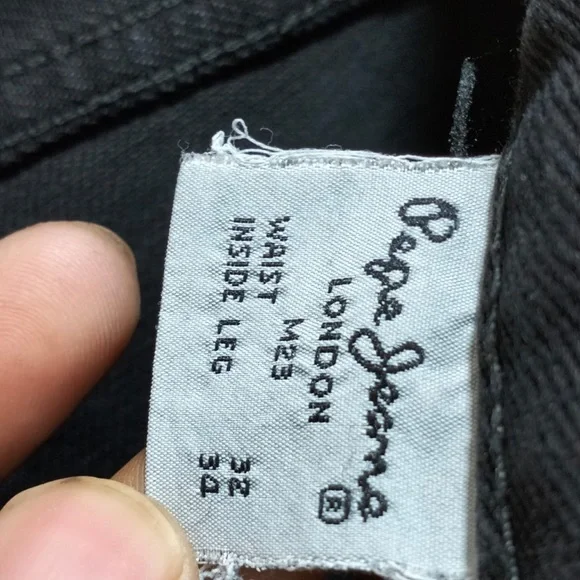 Pepe Jeans
LONDON ®
M23
WAIST 32
INSIDE LEG 34